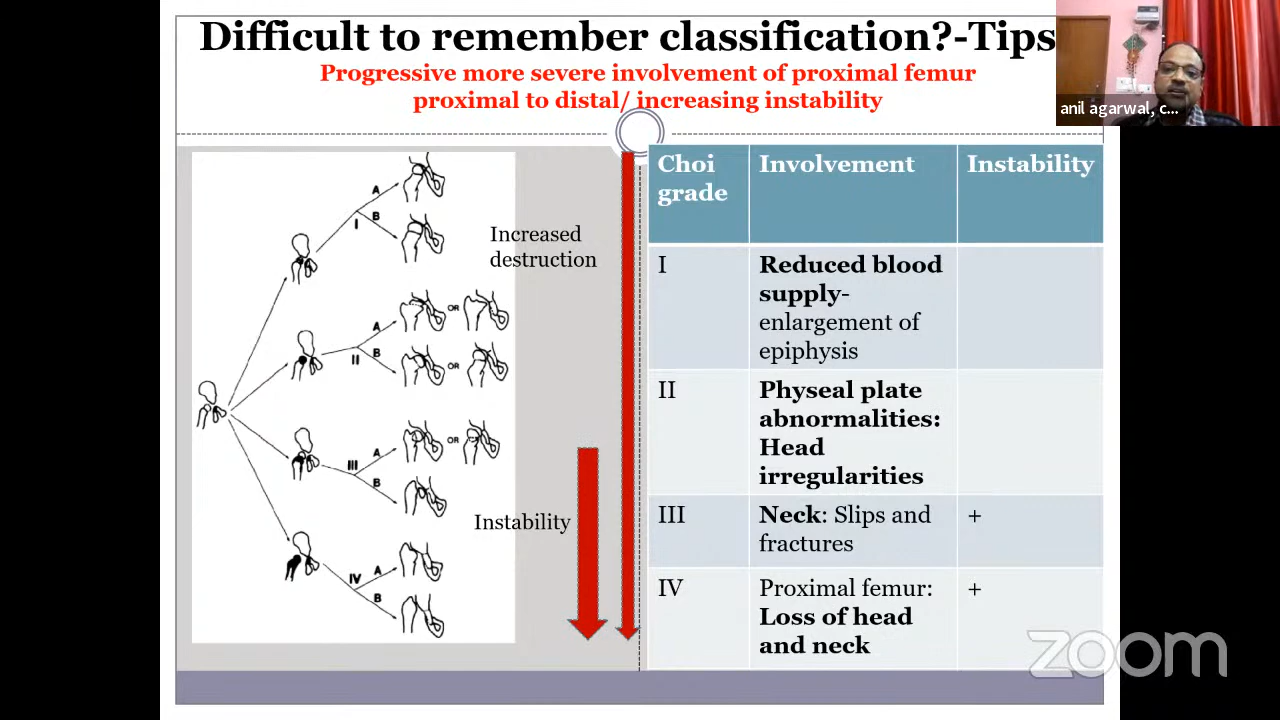 Difficult to remember classification?-Tips
Progressive more severe involvement of proximal femur
proximal to distal/ increasing instability
anil agarwal, c...
A
B
I
A
OR
B
II
OR
A
OR
III
B
IV
A
B
Increased
destruction
Instability
Choi
grade
Involvement
Instability
I
Reduced blood
supply-
enlargement of
epiphysis
II
Physeal plate
abnormalities:
Head
irregularities
III
Neck: Slips and
fractures
+
IV
Proximal femur:
Loss of head
and neck
+
zoom